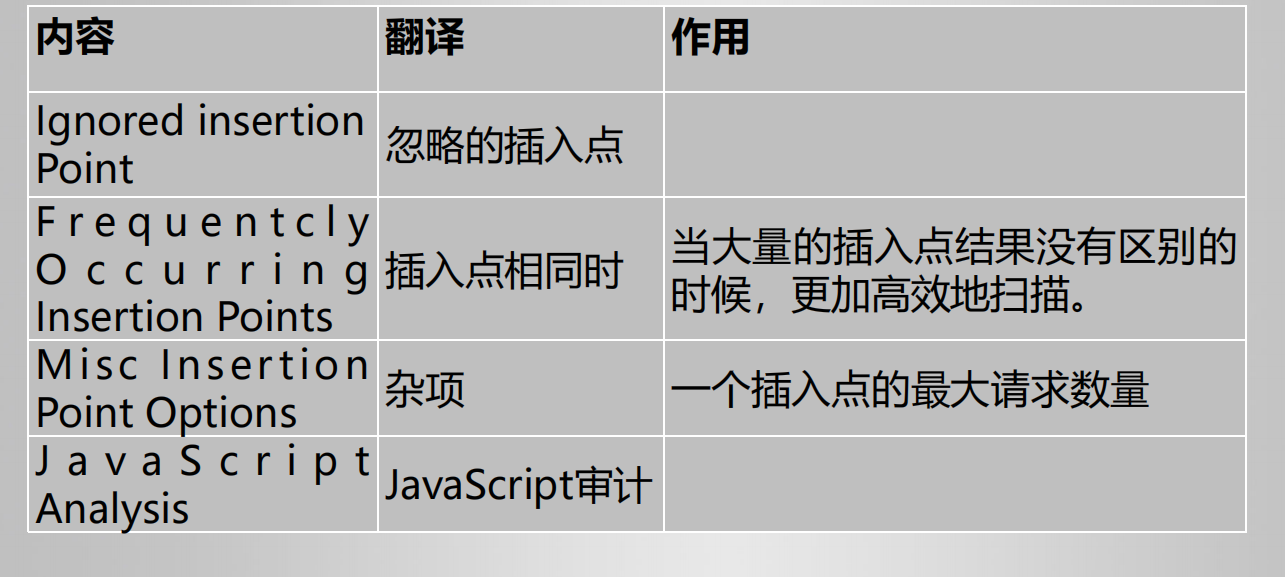 内容
翻译
作用
Ignored insertion
Point
忽略的插入点
Frequentcly
Occurring
Insertion Points
插入点相同时
当大量的插入点结果没有区别的
时候，更加高效地扫描。
Misc Insertion
Point Options
杂项
一个插入点的最大请求数量
JavaScript
Analysis
JavaScript审计